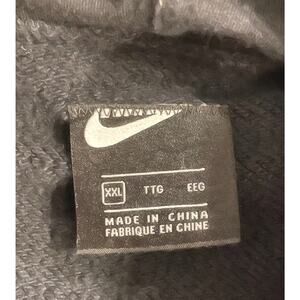 XXL TTG EEG
MADE IN CHINA
FABRIQUE EN CHINE